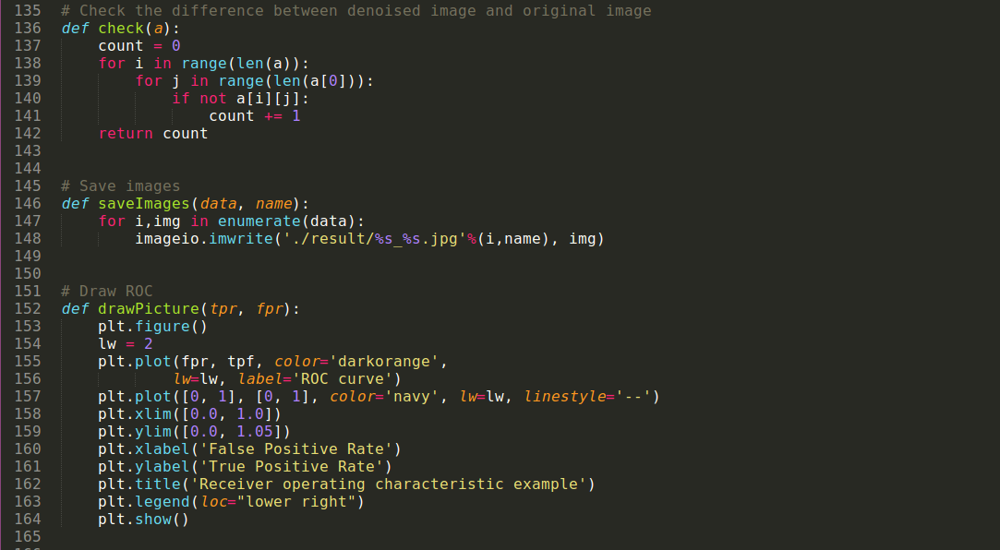 135 # Check the difference between denoised image and original image
136 def check(a):
137     count = 0
138     for i in range(len(a)):
139         for j in range(len(a[0])):
140             if not a[i][j]:
141                 count += 1
142     return count
143
144
145 # Save images
146 def saveImages(data, name):
147     for i,img in enumerate(data):
148         imageio.imwrite('./result/%s_%s.jpg'%(i,name), img)
149
150
151 # Draw ROC
152 def drawPicture(tpr, fpr):
153     plt.figure()
154     lw = 2
155     plt.plot(fpr, tpf, color='darkorange',
156             lw=lw, label='ROC curve')
157     plt.plot([0, 1], [0, 1], color='navy', lw=lw, linestyle='--')
158     plt.xlim([0.0, 1.0])
159     plt.ylim([0.0, 1.05])
160     plt.xlabel('False Positive Rate')
161     plt.ylabel('True Positive Rate')
162     plt.title('Receiver operating characteristic example')
163     plt.legend(loc="lower right")
164     plt.show()
165